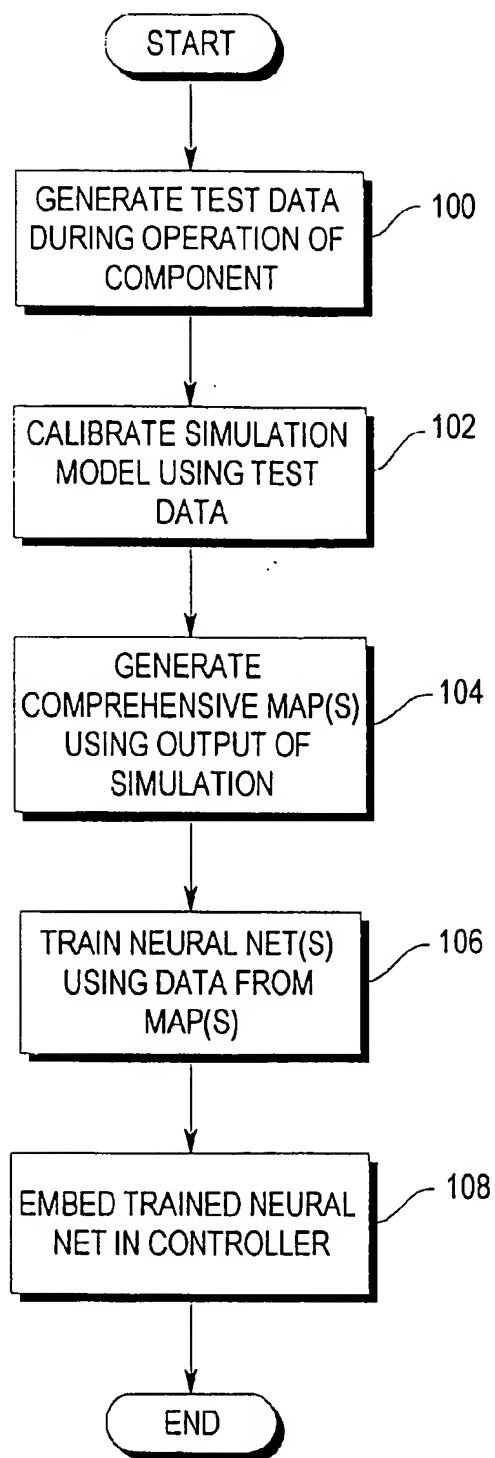 START
GENERATE TEST DATA
DURING OPERATION OF
COMPONENT
100
CALIBRATE SIMULATION
MODEL USING TEST
DATA
102
GENERATE
COMPREHENSIVE MAP(S)
USING OUTPUT OF
SIMULATION
104
TRAIN NEURAL NET(S)
USING DATA FROM
MAP(S)
106
EMBED TRAINED NEURAL
NET IN CONTROLLER
108
END